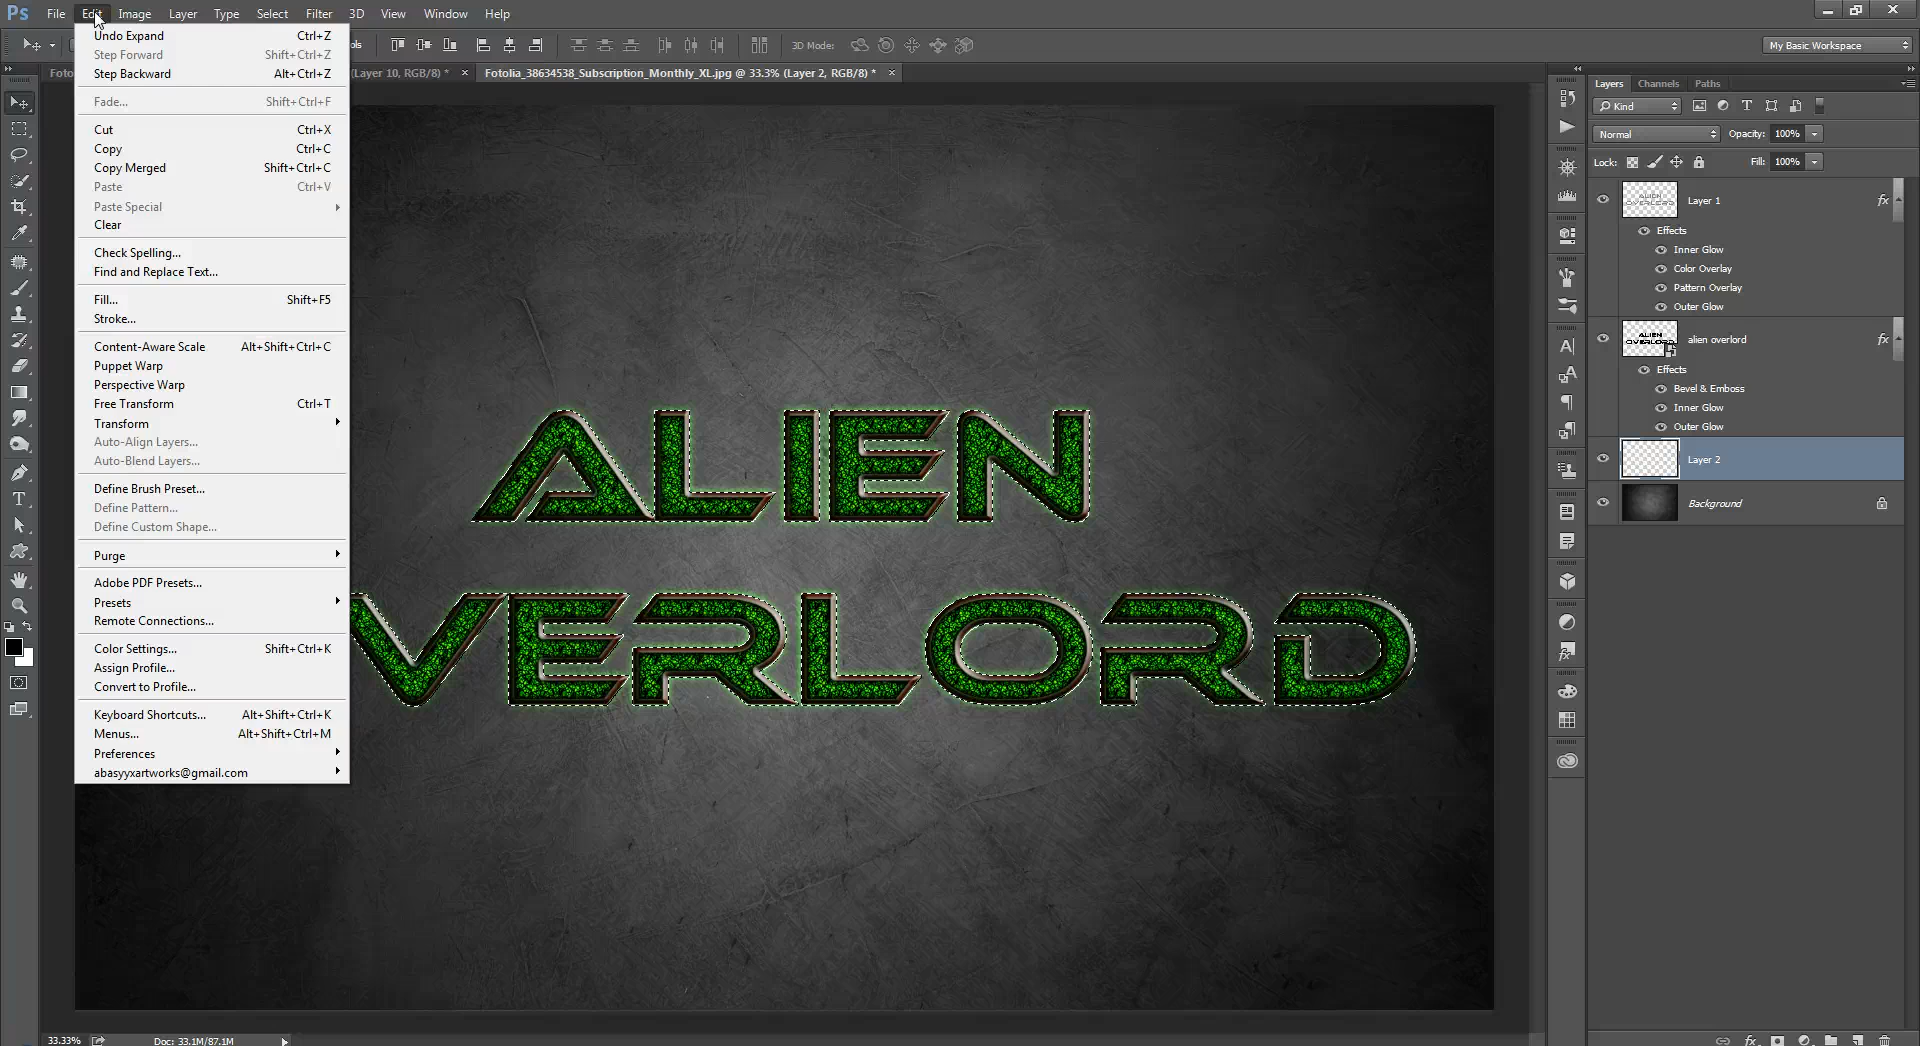 Ps File Edit Image Layer Type Select Filter 3D View Window Help
3D Mode:
My Basic Workspace
(Layer 10, RGB/8) * ×
Fotolia_38634538_Subscription_Monthly_XL.jpg @ 33.3% (Layer 2, RGB/8) * ×
Undo Expand Ctrl+Z
Step Forward Shift+Ctrl+Z
Step Backward Alt+Ctrl+Z
Fade... Shift+Ctrl+F
Cut Ctrl+X
Copy Ctrl+C
Copy Merged Shift+Ctrl+C
Paste Ctrl+V
Paste Special
Clear
Check Spelling...
Find and Replace Text...
Fill... Shift+F5
Stroke...
Content-Aware Scale Alt+Shift+Ctrl+C
Puppet Warp
Perspective Warp
Free Transform Ctrl+T
Transform
Auto-Align Layers...
Auto-Blend Layers...
Define Brush Preset...
Define Pattern...
Define Custom Shape...
Purge
Adobe PDF Presets...
Presets
Remote Connections...
Color Settings... Shift+Ctrl+K
Assign Profile...
Convert to Profile...
Keyboard Shortcuts... Alt+Shift+Ctrl+K
Menus... Alt+Shift+Ctrl+M
Preferences
abasyyxartworks@gmail.com
ALIEN
VERLORD
Layers Channels Paths
Kind
Normal Opacity: 100%
Lock: Fill: 100%
Layer 1 fx
Effects
Inner Glow
Color Overlay
Pattern Overlay
Outer Glow
alien overlord fx
Effects
Bevel & Emboss
Inner Glow
Outer Glow
Layer 2
Background
33.33% Doc: 33.1M/87.1M